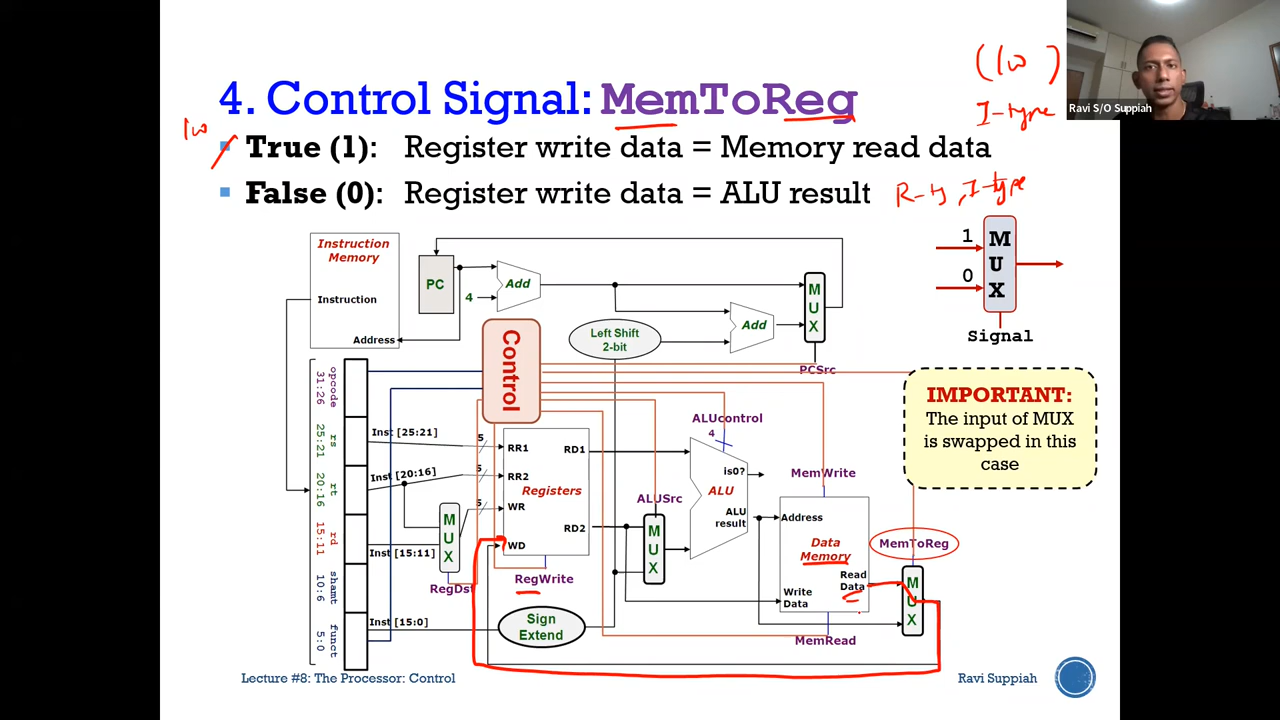 (lw)
4. Control Signal: MemToReg
Ravi S/O Suppiah
I-type
lw
True (1): Register write data = Memory read data
False (0): Register write data = ALU result
R-ty, I-type
Instruction Memory
Instruction
Address
PC
4
Add
Left Shift 2-bit
Add
MUX
PCSrc
1
0
MUX
Signal
Control
opcode 31:26
rs 25:21
rt 20:16
rd 15:11
shamt 10:6
funct 5:0
Inst [25:21]
Inst [20:16]
Inst [15:11]
Inst [15:0]
5
5
5
MUX
RegDst
RR1
RR2
WR
WD
Registers
RD1
RD2
RegWrite
Sign Extend
ALUSrc
MUX
ALUcontrol
4
is0?
ALU
ALU result
MemWrite
Address
Data Memory
Read Data
Write Data
MemRead
MemToReg
MUX
IMPORTANT:
The input of MUX
is swapped in this
case
Lecture #8: The Processor: Control
Ravi Suppiah